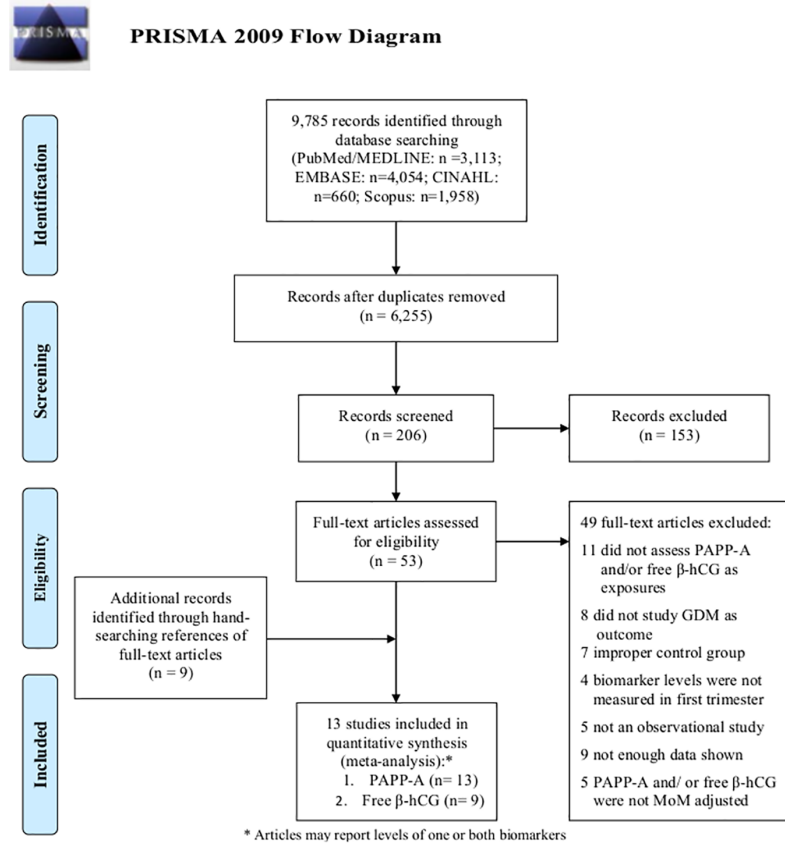 PRISMA
PRISMA 2009 Flow Diagram
Identification
9,785 records identified through
database searching
(PubMed/MEDLINE: n =3,113;
EMBASE: n=4,054; CINAHL:
n=660; Scopus: n=1,958)
Records after duplicates removed
(n = 6,255)
Screening
Records screened
(n = 206)
Records excluded
(n = 153)
Eligibility
Full-text articles assessed
for eligibility
(n = 53)
49 full-text articles excluded:
11 did not assess PAPP-A
and/or free β-hCG as
exposures
8 did not study GDM as
outcome
7 improper control group
4 biomarker levels were not
measured in first trimester
5 not an observational study
9 not enough data shown
5 PAPP-A and/ or free β-hCG
were not MoM adjusted
Additional records
identified through hand-
searching references of
full-text articles
(n = 9)
Included
13 studies included in
quantitative synthesis
(meta-analysis):*
1. PAPP-A (n= 13)
2. Free β-hCG (n= 9)
* Articles may report levels of one or both biomarkers